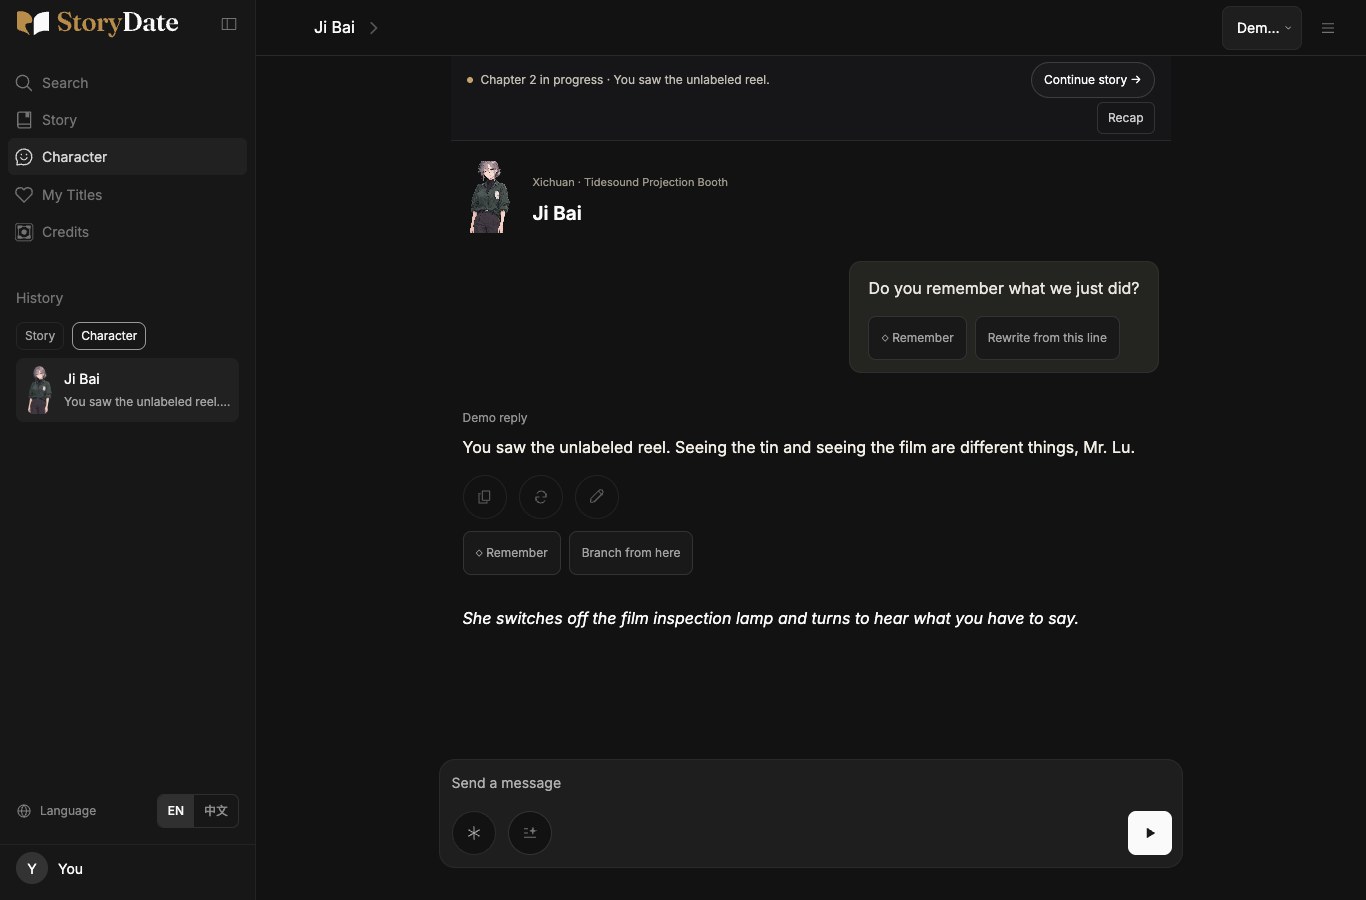 StoryDate
Search
Story
Character
My Titles
Credits
History
Story
Character
Ji Bai
You saw the unlabeled reel....
Language
EN
中文
Y
You
Ji Bai
Dem...
Chapter 2 in progress · You saw the unlabeled reel.
Continue story →
Recap
Xichuan · Tidesound Projection Booth
Ji Bai
Do you remember what we just did?
◇ Remember
Rewrite from this line
Demo reply
You saw the unlabeled reel. Seeing the tin and seeing the film are different things, Mr. Lu.
◇ Remember
Branch from here
She switches off the film inspection lamp and turns to hear what you have to say.
Send a message